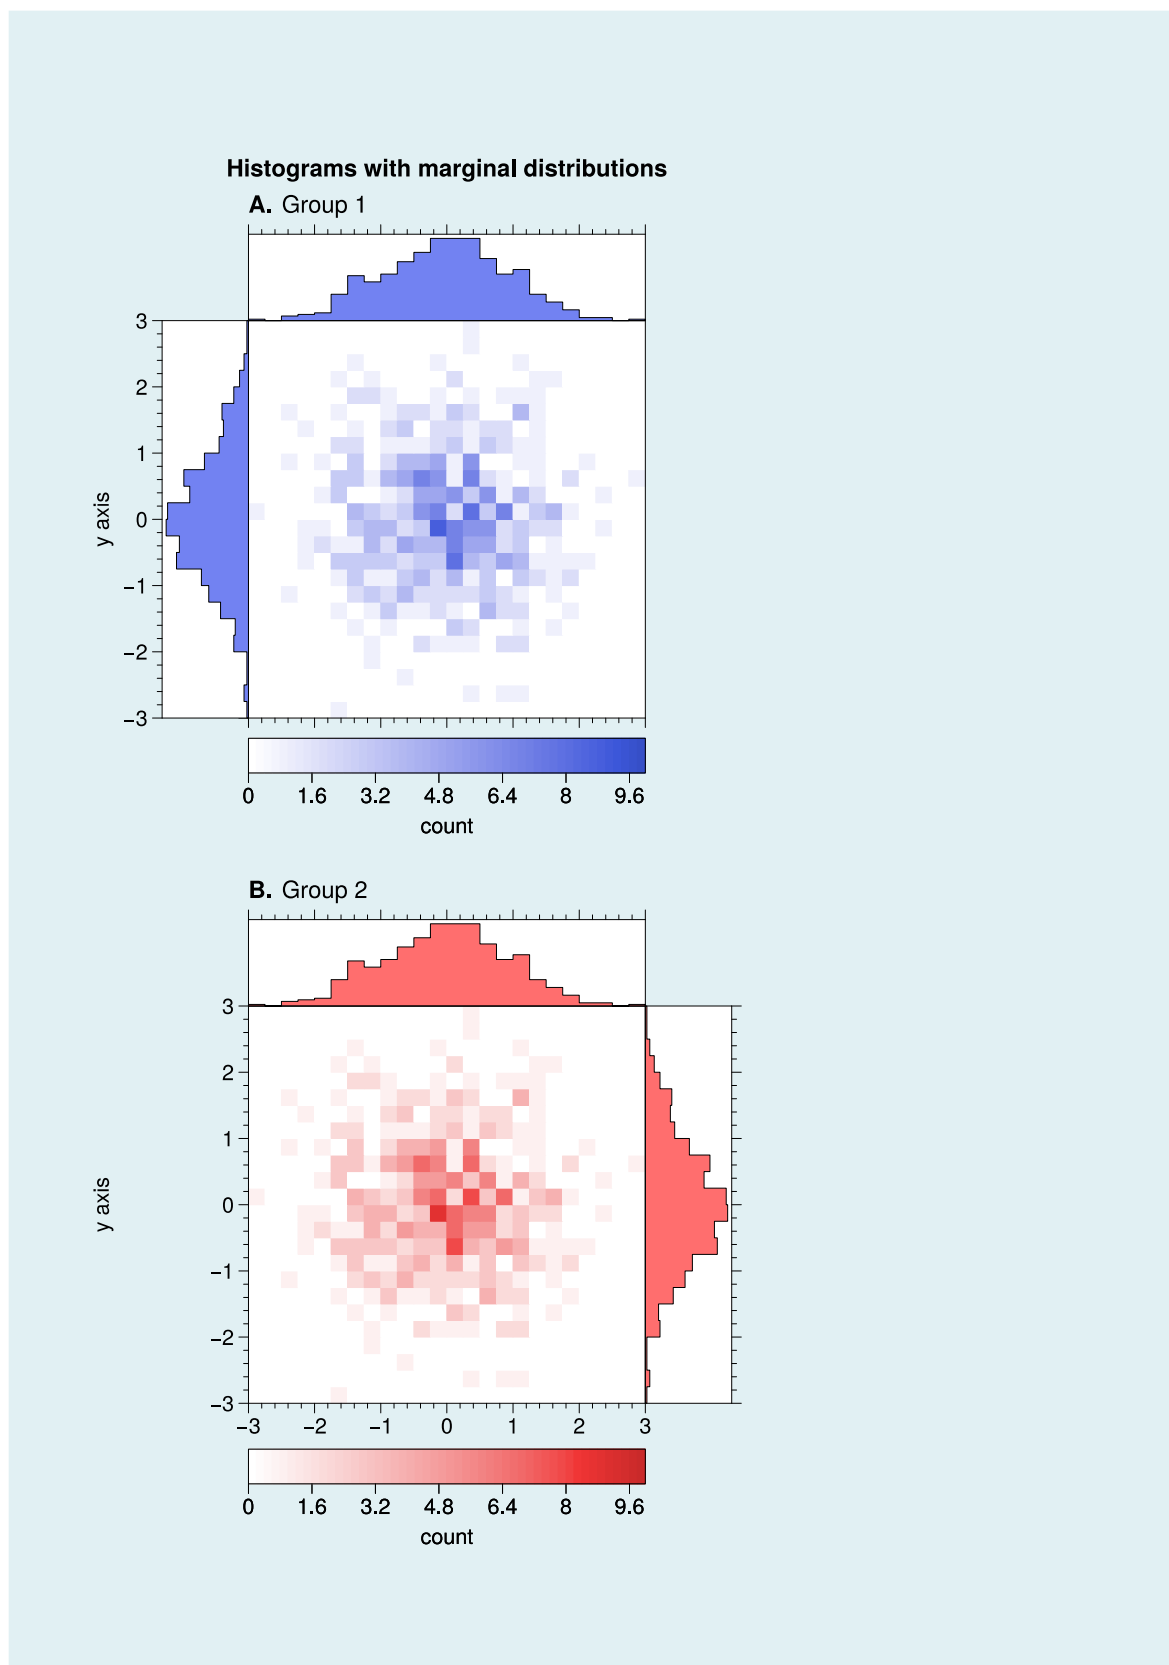 Histograms with marginal distributions
A. Group 1
3
2
1
0
−1
−2
−3
y axis
0 1.6 3.2 4.8 6.4 8 9.6
count
B. Group 2
3
2
1
0
−1
−2
−3
y axis
−3 −2 −1 0 1 2 3
0 1.6 3.2 4.8 6.4 8 9.6
count